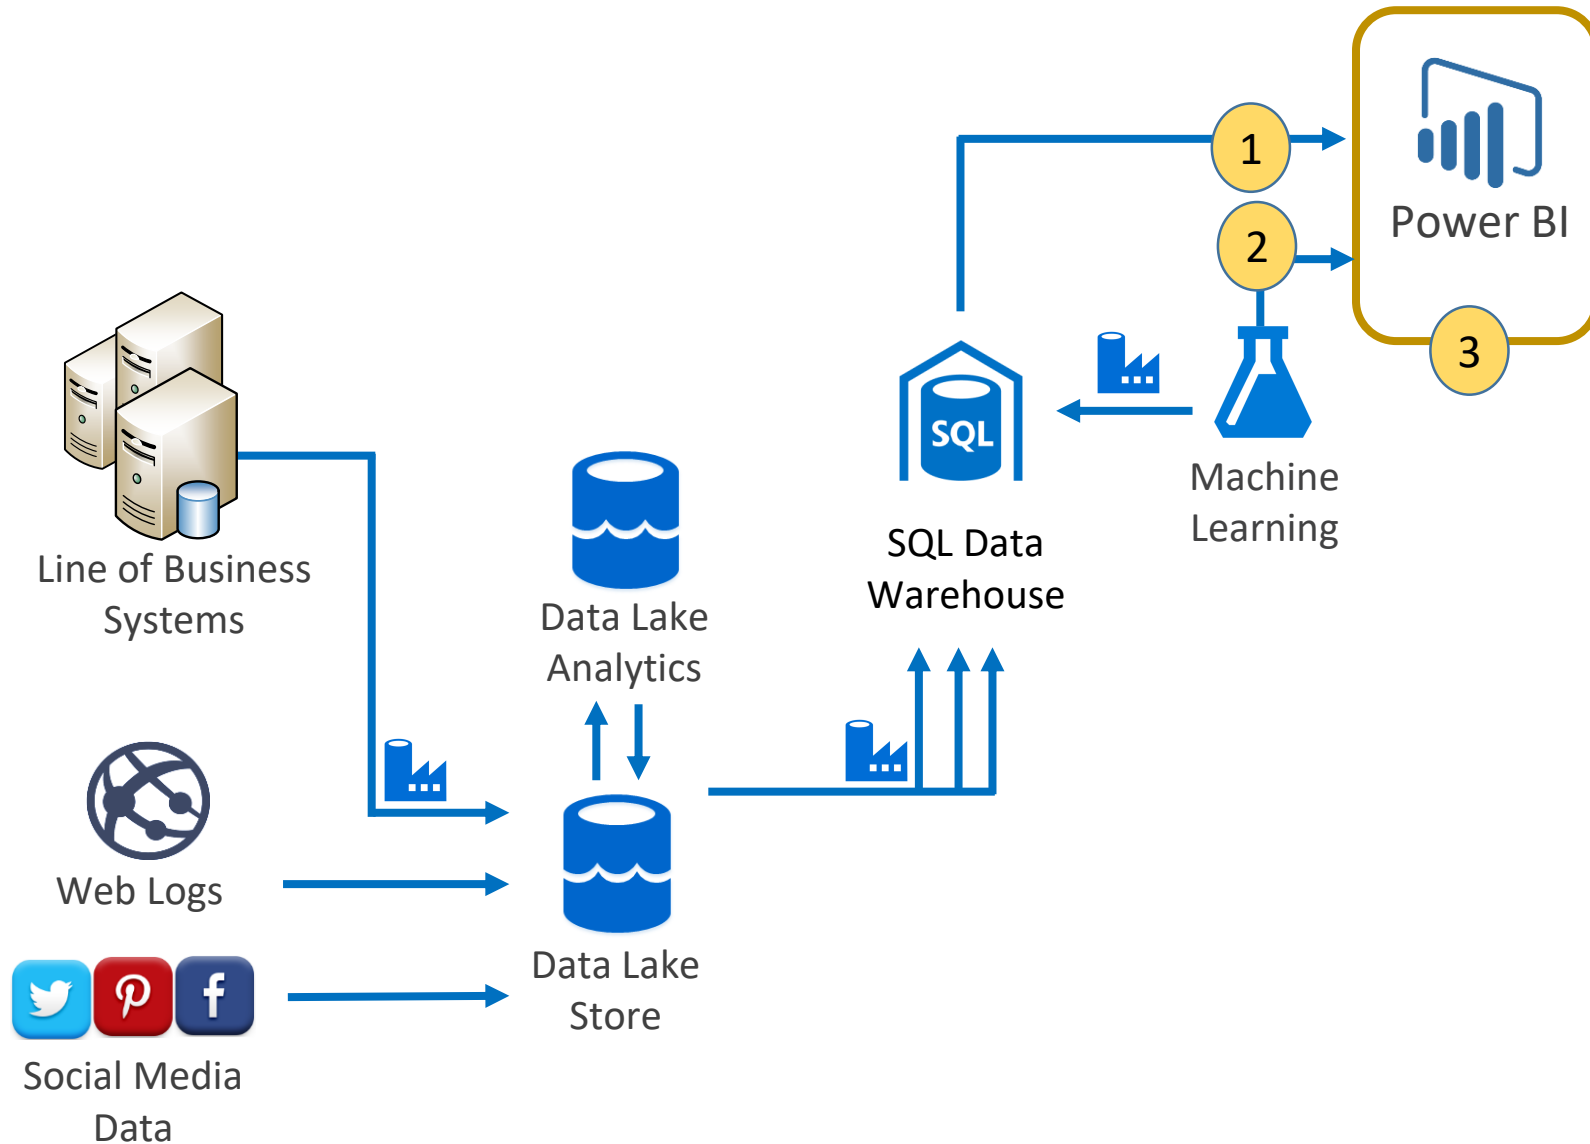 1
2
Power BI
3
SQL
Machine
Learning
SQL Data
Warehouse
Line of Business
Systems
Data Lake
Analytics
Web Logs
Data Lake
Store
f
Social Media
Data